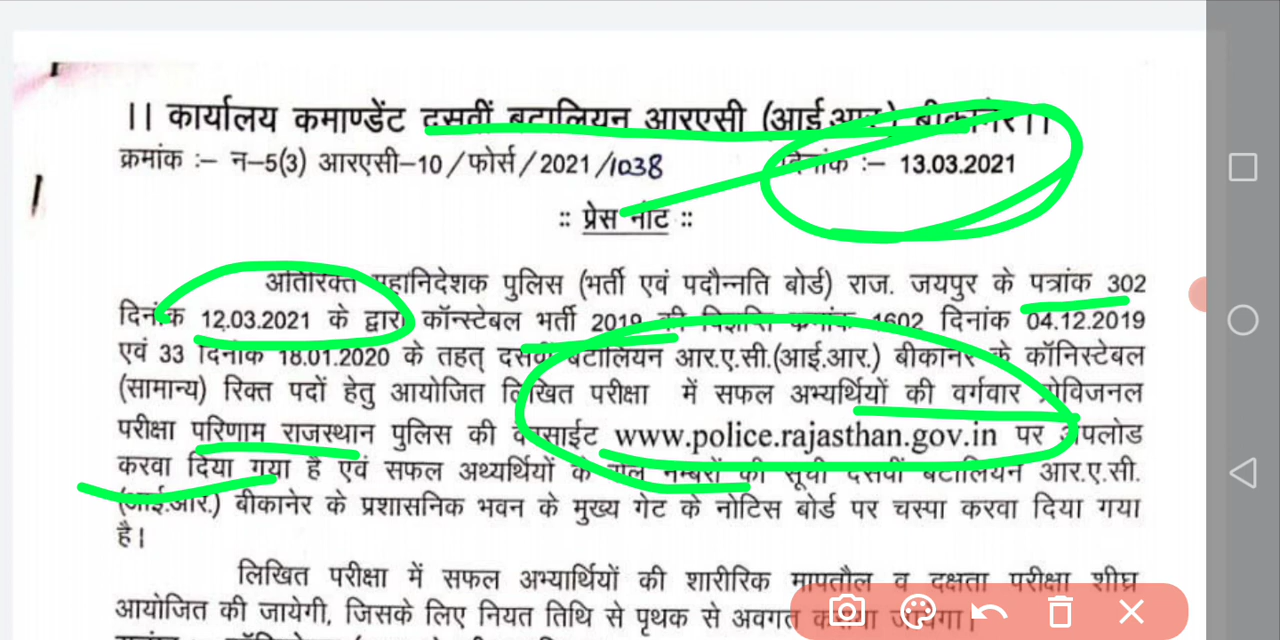 ।। कार्यालय कमाण्डेंट दसवीं बटालियन आरएसी (आई.आर.) बीकानेर।।
क्रमांक :– न–5(3) आरएसी–10/फोर्स/2021/1038 दिनांक :– 13.03.2021
:: प्रेस नोट ::
अतिरिक्त महानिदेशक पुलिस (भर्ती एवं पदौन्नति बोर्ड) राज. जयपुर के पत्रांक 302
दिनांक 12.03.2021 के द्वारा कॉन्स्टेबल भर्ती 2019 की विज्ञप्ति क्रमांक 1602 दिनांक 04.12.2019
एवं 33 दिनांक 18.01.2020 के तहत् दसवीं बटालियन आर.ए.सी.(आई.आर.) बीकानेर के कॉनिस्टेबल
(सामान्य) रिक्त पदों हेतु आयोजित लिखित परीक्षा में सफल अभ्यर्थियों की वर्गवार प्रोविजनल
परीक्षा परिणाम राजस्थान पुलिस की वेबसाईट www.police.rajasthan.gov.in पर अपलोड
करवा दिया गया है एवं सफल अथ्यर्थियों के रोल नम्बरों की सूची दसवीं बटालियन आर.ए.सी.
(आई.आर.) बीकानेर के प्रशासनिक भवन के मुख्य गेट के नोटिस बोर्ड पर चस्पा करवा दिया गया
है।
लिखित परीक्षा में सफल अभ्यार्थियों की शारीरिक मापतौल व दक्षता परीक्षा शीघ्र
आयोजित की जायेगी, जिसके लिए नियत तिथि से पृथक से अवगत कराया जायेगा।